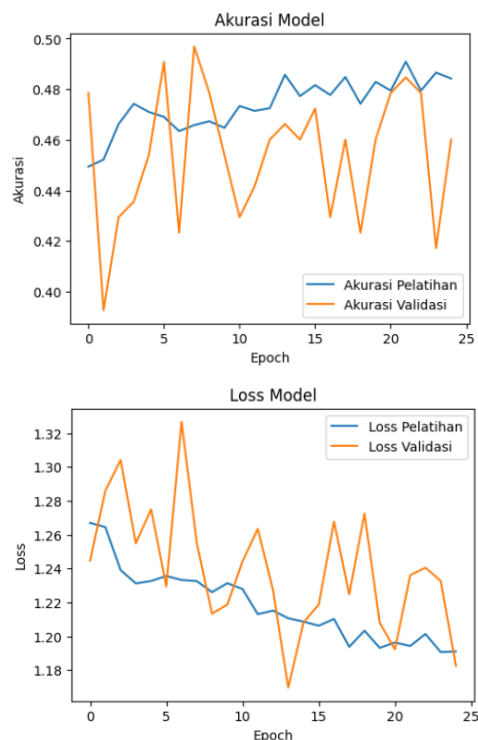 Akurasi Model
0.50
0.48
0.46
0.44
0.42
0.40
Akurasi
Akurasi Pelatihan
Akurasi Validasi
0 5 10 15 20 25
Epoch
Loss Model
1.32
1.30
1.28
1.26
1.24
1.22
1.20
1.18
Loss
Loss Pelatihan
Loss Validasi
0 5 10 15 20 25
Epoch